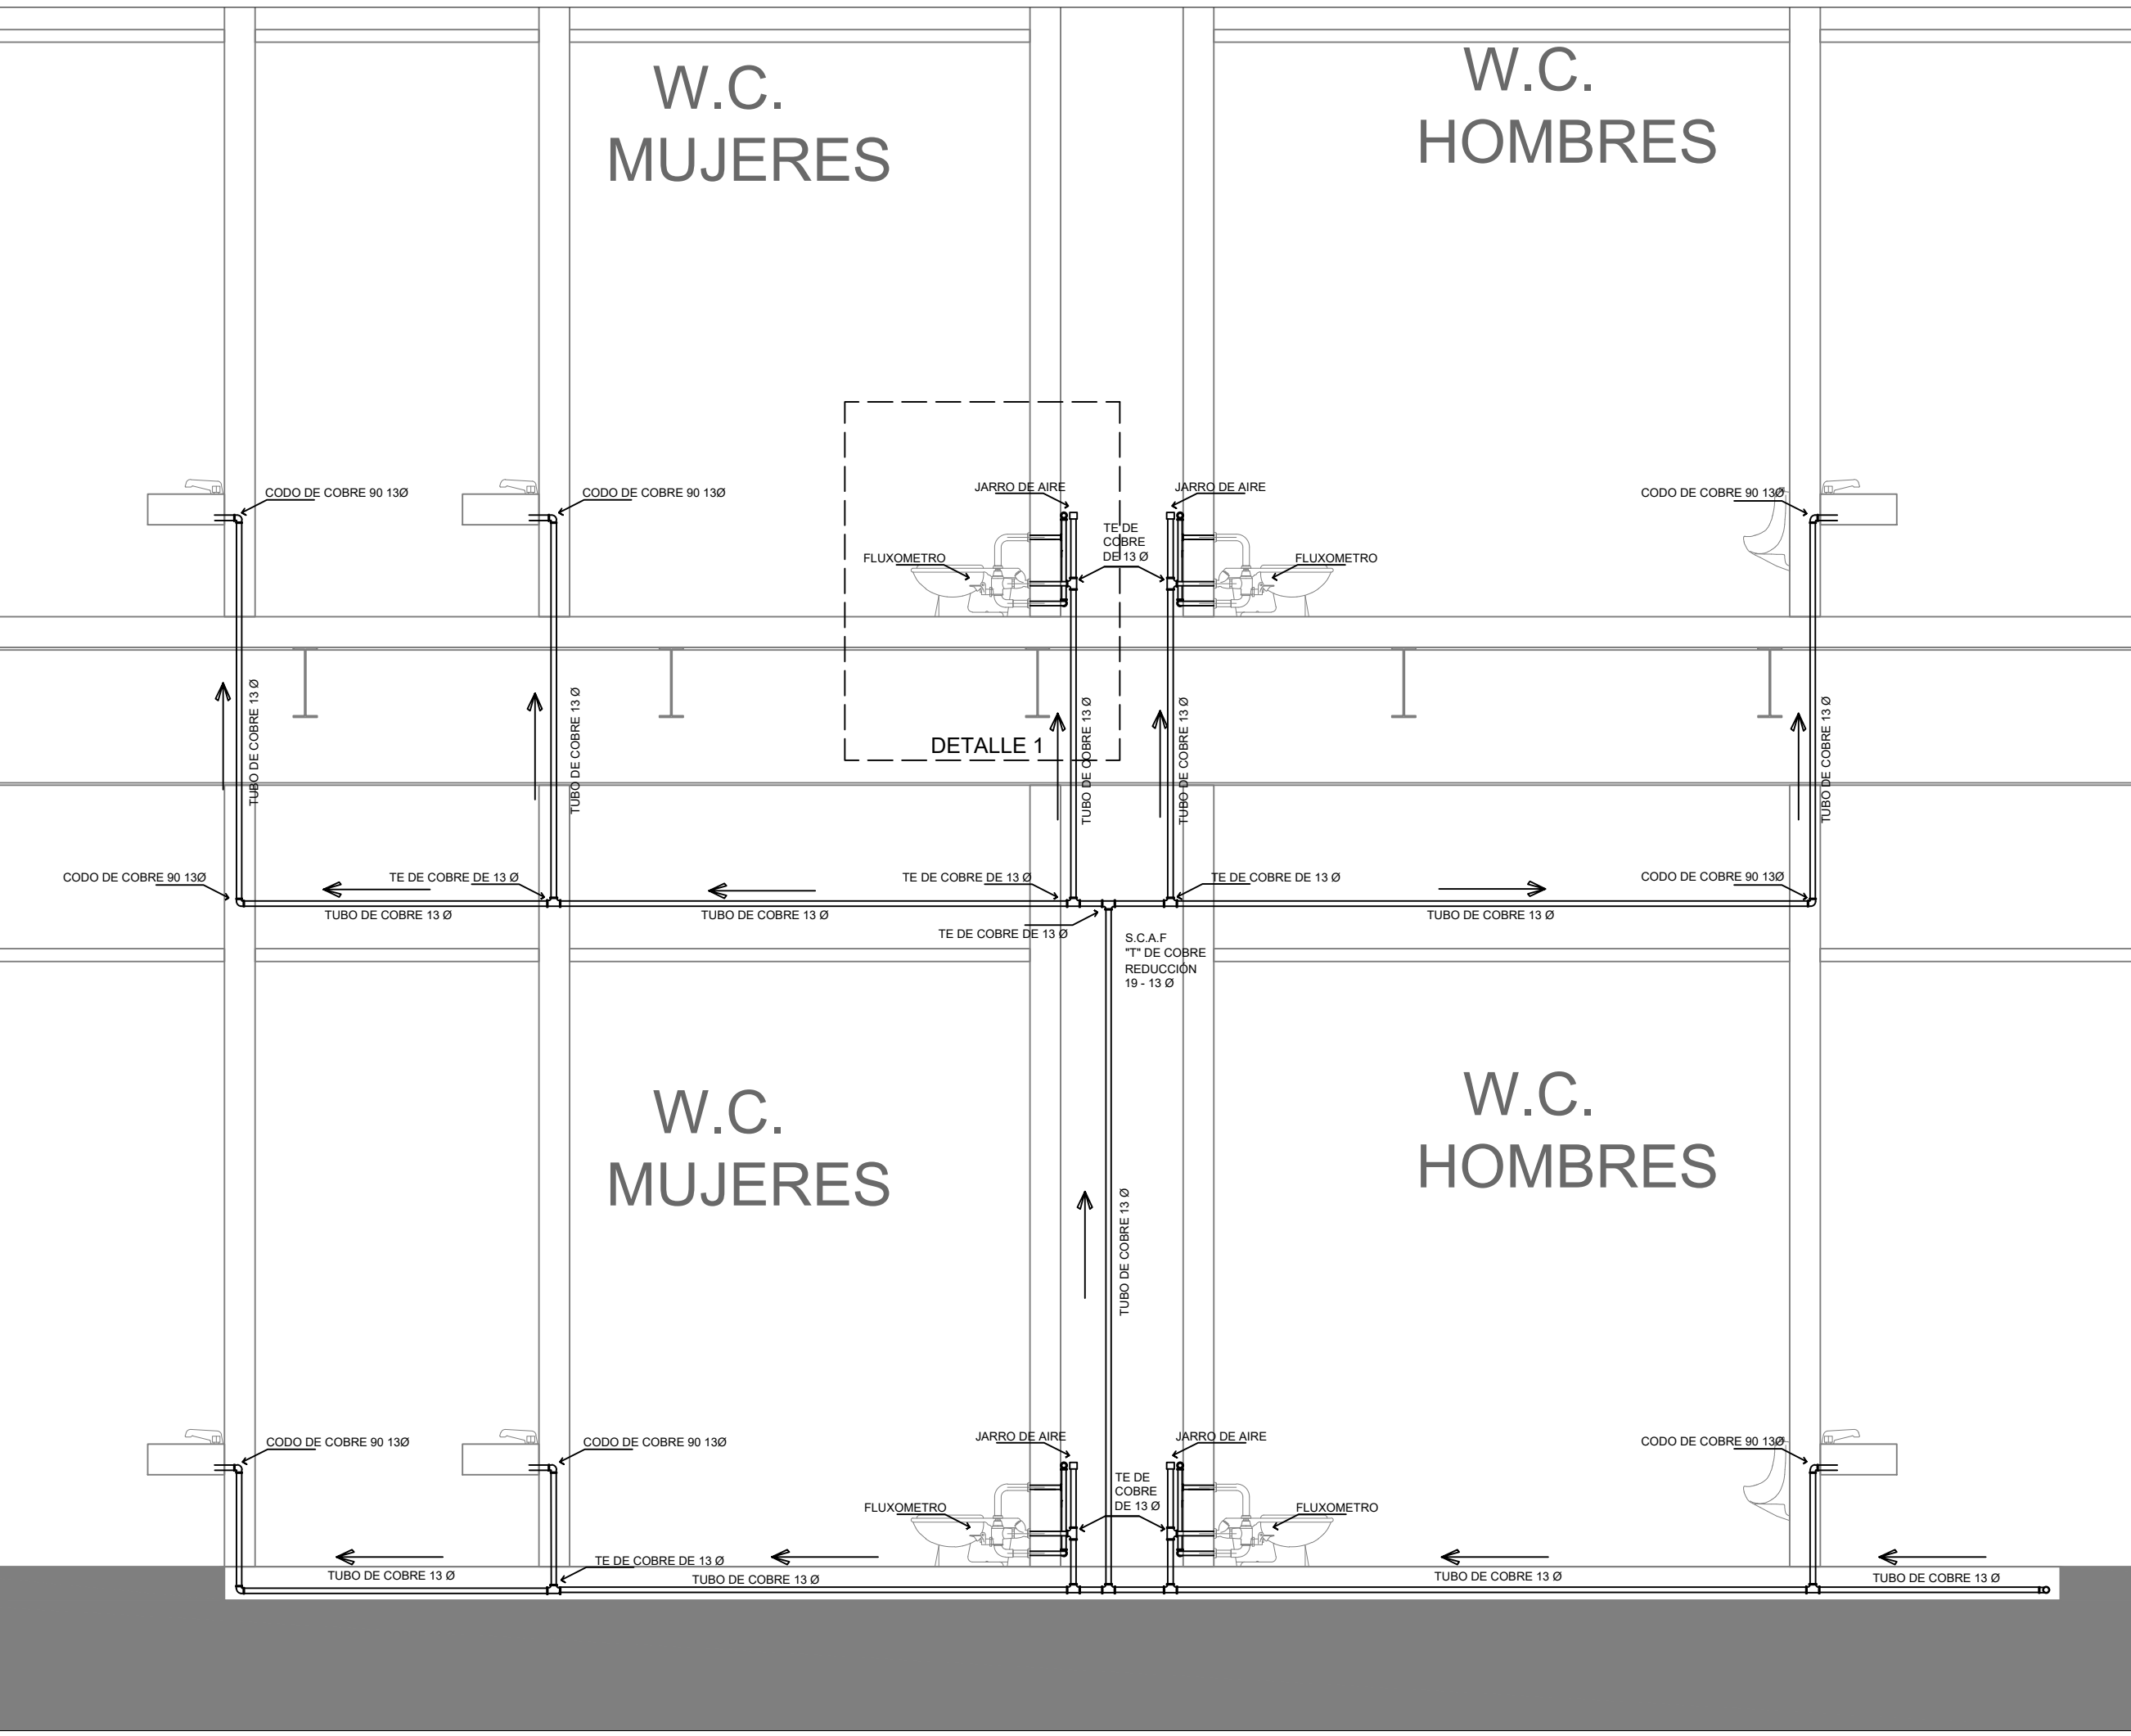 W.C.
MUJERES
W.C.
HOMBRES
CODO DE COBRE 90 13Ø
CODO DE COBRE 90 13Ø
JARRO DE AIRE
JARRO DE AIRE
CODO DE COBRE 90 13Ø
TE DE
COBRE
DE 13 Ø
FLUXOMETRO
FLUXOMETRO
TUBO DE COBRE 13 Ø
TUBO DE COBRE 13 Ø
DETALLE 1
TUBO DE COBRE 13 Ø
TUBO DE COBRE 13 Ø
TUBO DE COBRE 13 Ø
CODO DE COBRE 90 13Ø
TE DE COBRE DE 13 Ø
TE DE COBRE DE 13 Ø
TE DE COBRE DE 13 Ø
CODO DE COBRE 90 13Ø
TUBO DE COBRE 13 Ø
TUBO DE COBRE 13 Ø
TUBO DE COBRE 13 Ø
TE DE COBRE DE 13 Ø
S.C.A.F
"T" DE COBRE
REDUCCIÓN
19 - 13 Ø
W.C.
MUJERES
W.C.
HOMBRES
TUBO DE COBRE 13 Ø
CODO DE COBRE 90 13Ø
CODO DE COBRE 90 13Ø
JARRO DE AIRE
JARRO DE AIRE
CODO DE COBRE 90 13Ø
TE DE
COBRE
DE 13 Ø
FLUXOMETRO
FLUXOMETRO
TE DE COBRE DE 13 Ø
TUBO DE COBRE 13 Ø
TUBO DE COBRE 13 Ø
TUBO DE COBRE 13 Ø
TUBO DE COBRE 13 Ø